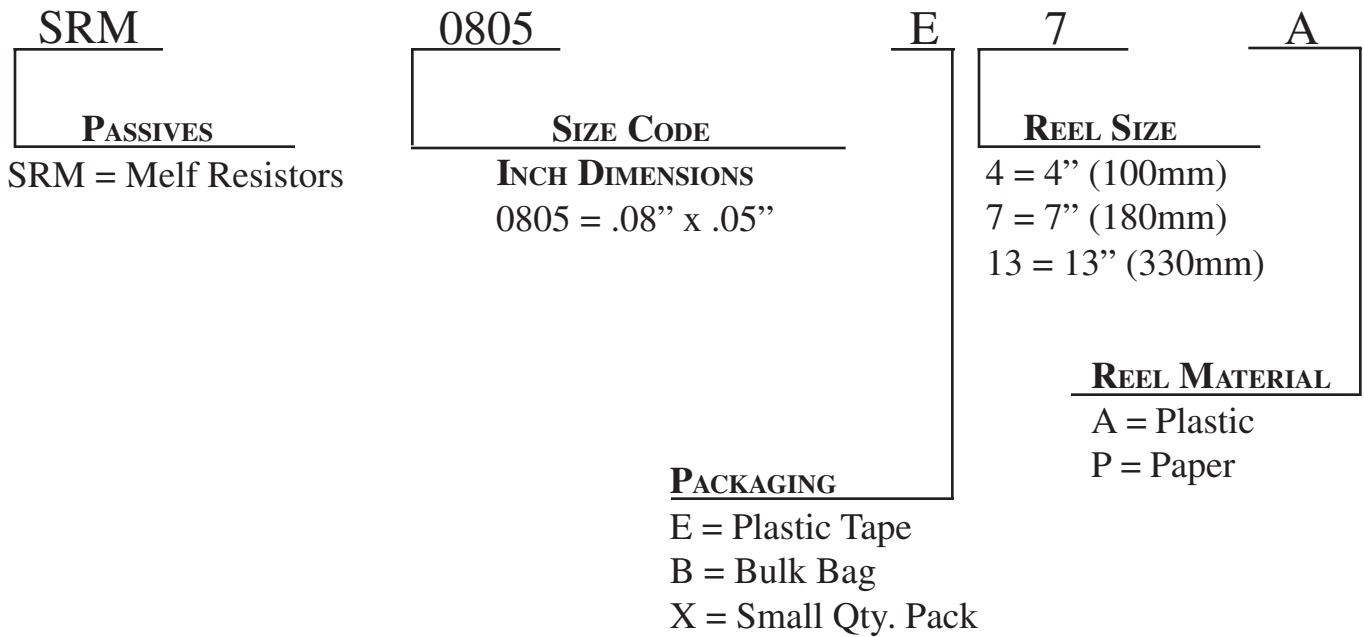 SRM 0805 E 7 A
PASSIVES
SRM = Melf Resistors
SIZE CODE
INCH DIMENSIONS
0805 = .08” x .05”
REEL SIZE
4 = 4” (100mm)
7 = 7” (180mm)
13 = 13” (330mm)
REEL MATERIAL
A = Plastic
P = Paper
PACKAGING
E = Plastic Tape
B = Bulk Bag
X = Small Qty. Pack